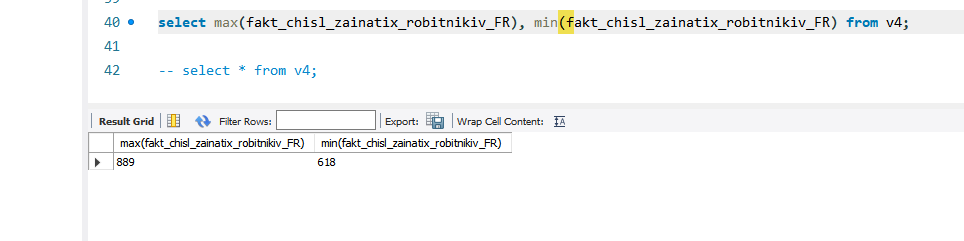 40 select max(fakt_chisl_zainatix_robitnikiv_FR), min(fakt_chisl_zainatix_robitnikiv_FR) from v4;
41
42 -- select * from v4;
Result Grid Filter Rows: Export: Wrap Cell Content:
max(fakt_chisl_zainatix_robitnikiv_FR) min(fakt_chisl_zainatix_robitnikiv_FR)
889 618